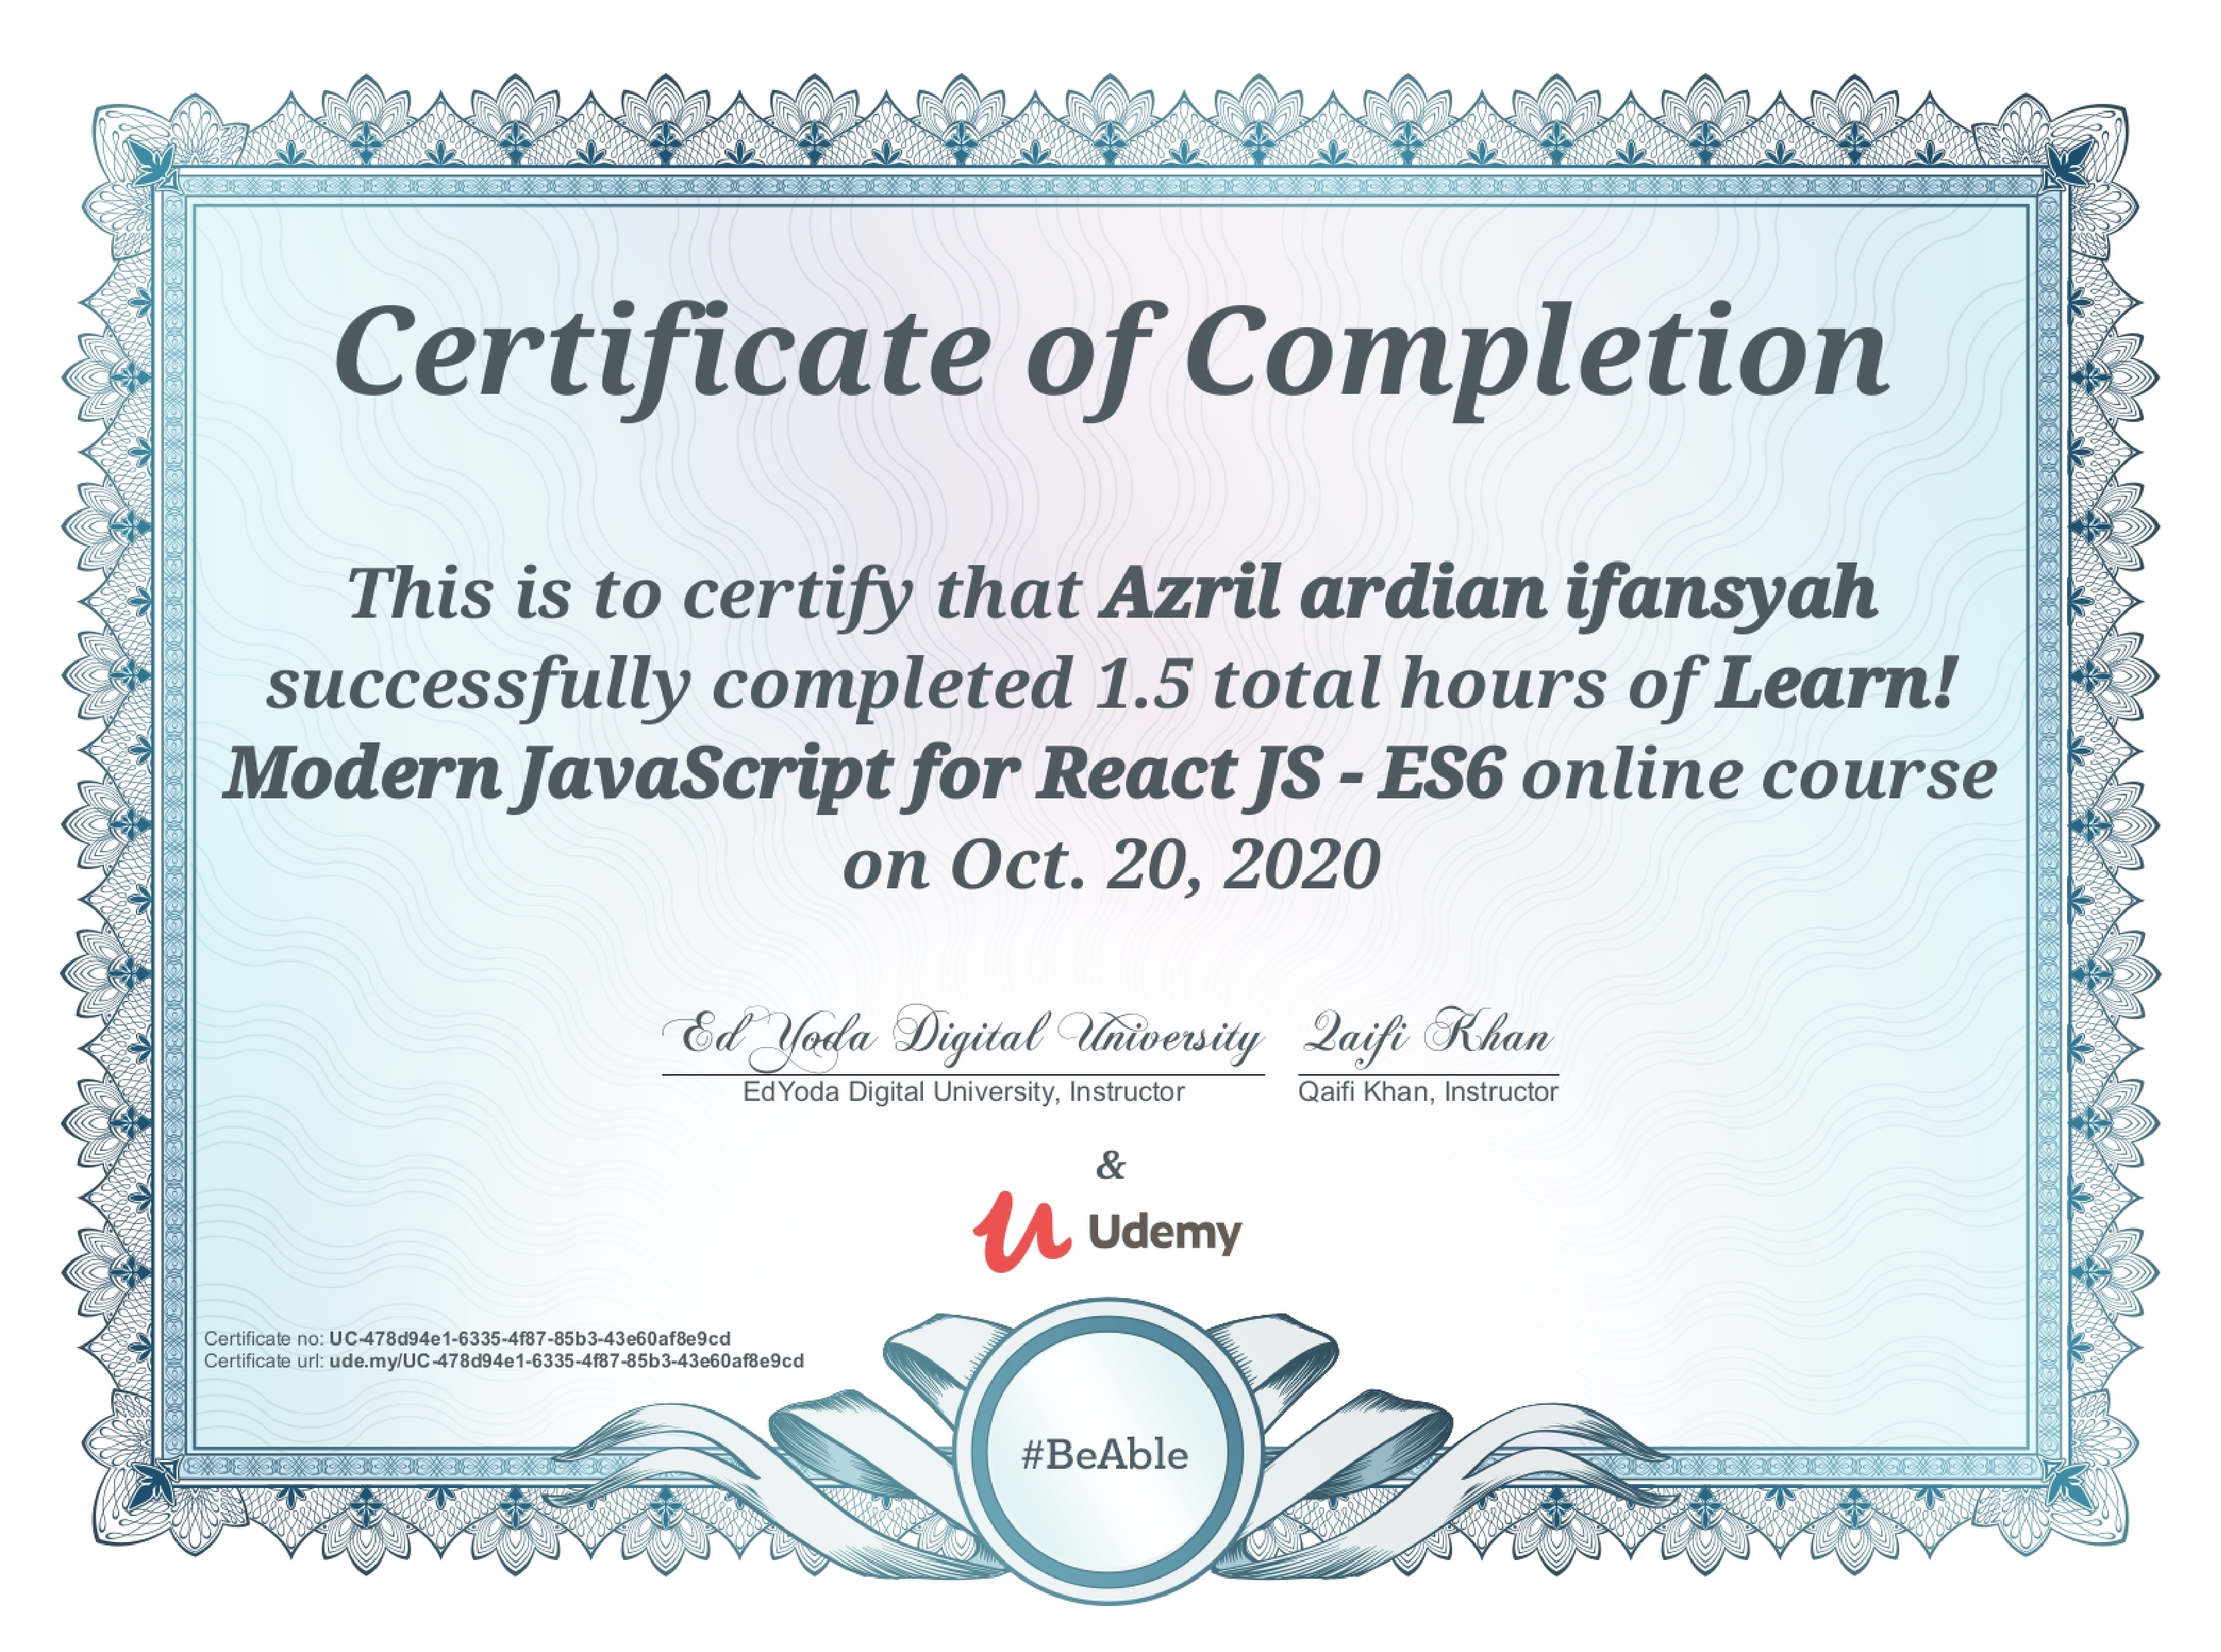 Certificate of Completion
This is to certify that Azril ardian ifansyah
successfully completed 1.5 total hours of Learn!
Modern JavaScript for React JS - ES6 online course
on Oct. 20, 2020
Ed Yoda Digital University Qaifi Khan
EdYoda Digital University, Instructor Qaifi Khan, Instructor
&
Udemy
Certificate no: UC-478d94e1-6335-4f87-85b3-43e60af8e9cd
Certificate url: ude.my/UC-478d94e1-6335-4f87-85b3-43e60af8e9cd
#BeAble